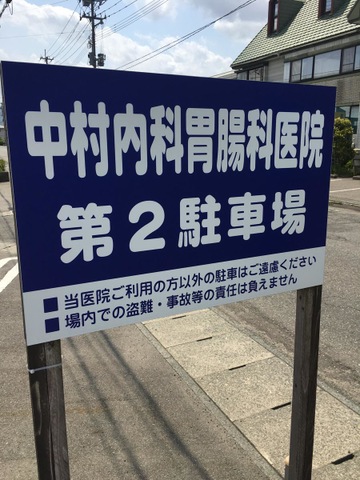 中村内科胃腸科医院
第2駐車場
■当医院ご利用の方以外の駐車はご遠慮ください
■場内での盗難・事故等の責任は負えません